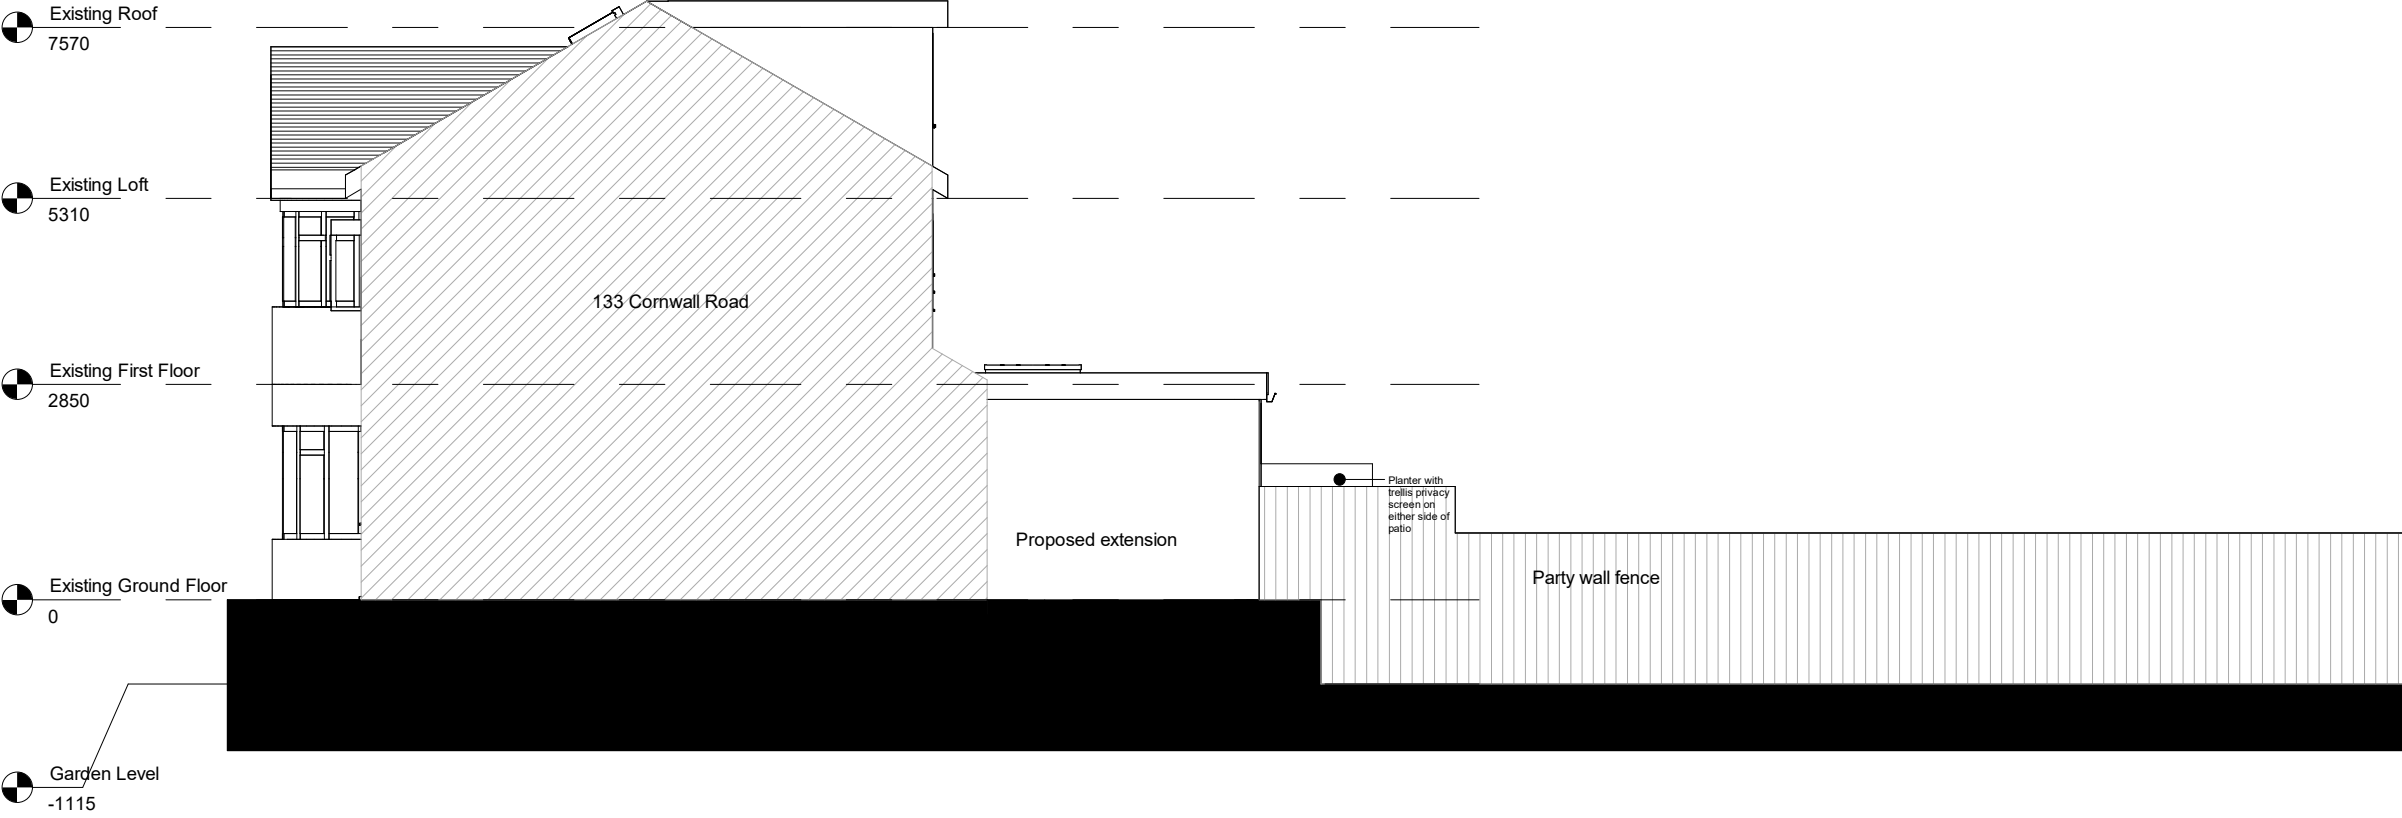 Existing Roof
7570
Existing Loft
5310
133 Cornwall Road
Existing First Floor
2850
Planter with
trellis privacy
screen on
either side of
patio
Proposed extension
Party wall fence
Existing Ground Floor
0
Garden Level
-1115